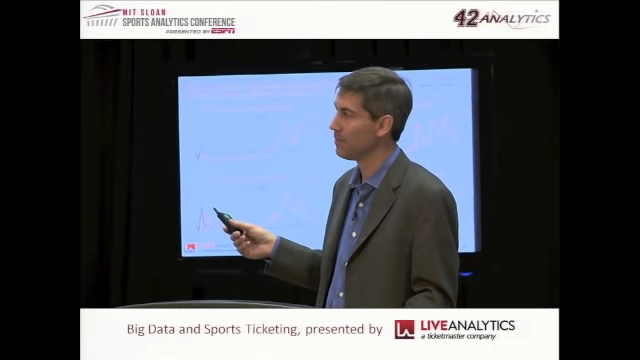 MIT SLOAN
SPORTS ANALYTICS CONFERENCE
PRESENTED BY ESPN
42 ANALYTICS
Big Data and Sports Ticketing, presented by
LIVEANALYTICS
a ticketmaster company